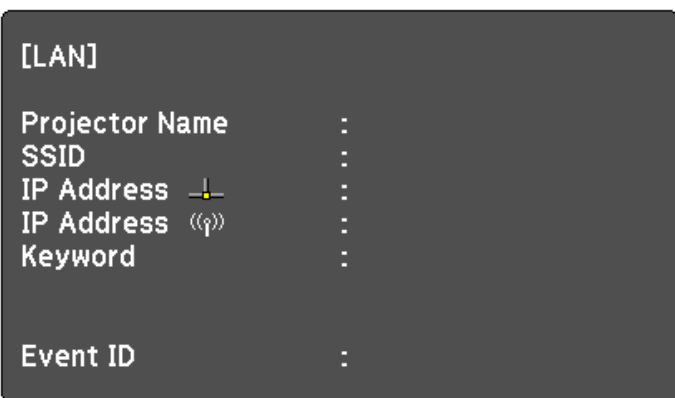 [LAN]
Projector Name :
SSID :
IP Address :
IP Address :
Keyword :
Event ID :